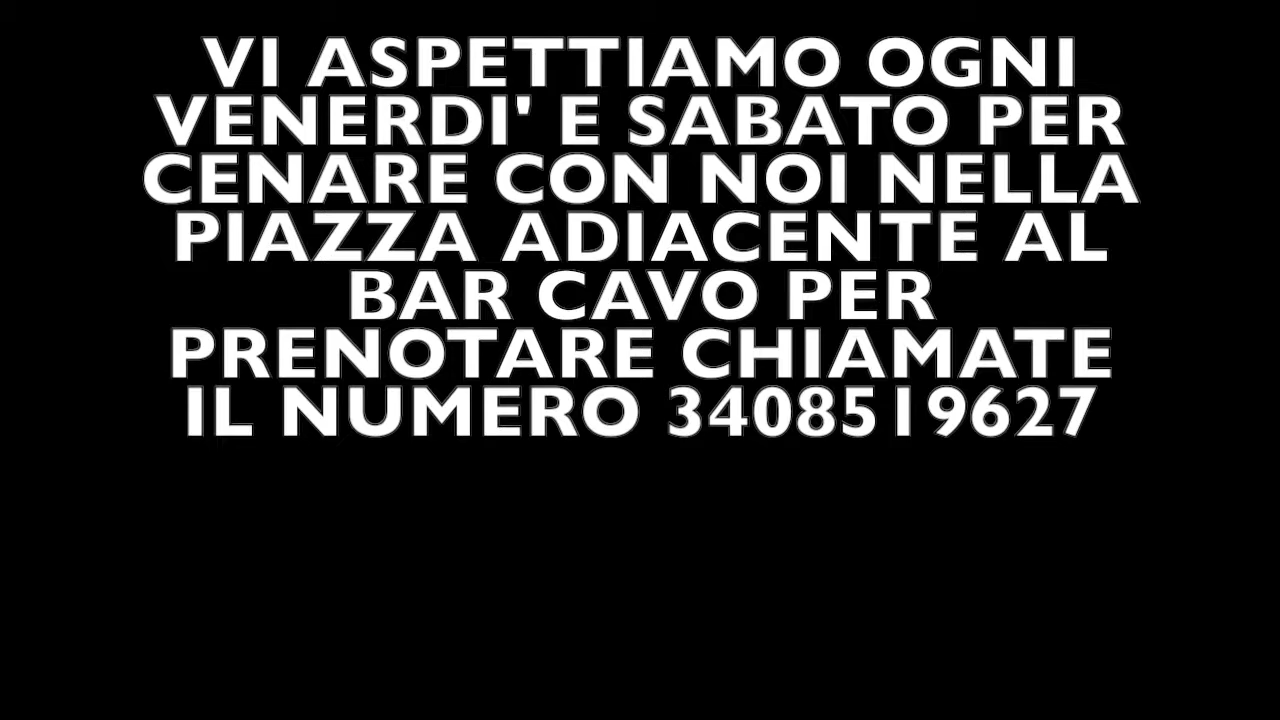 VI ASPETTIAMO OGNI
VENERDI' E SABATO PER
CENARE CON NOI NELLA
PIAZZA ADIACENTE AL
BAR CAVO PER
PRENOTARE CHIAMATE
IL NUMERO 3408519627